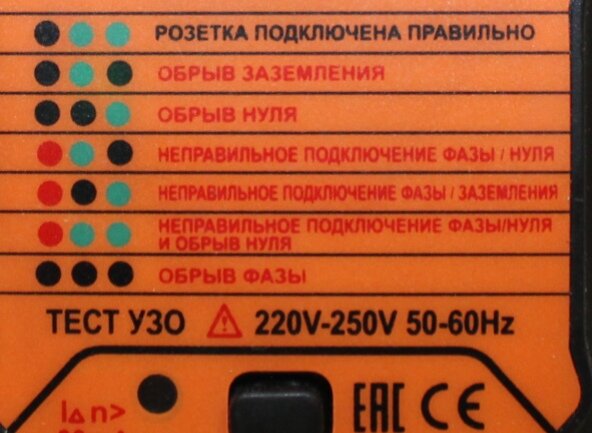 РОЗЕТКА ПОДКЛЮЧЕНА ПРАВИЛЬНО
ОБРЫВ ЗАЗЕМЛЕНИЯ
ОБРЫВ НУЛЯ
НЕПРАВИЛЬНОЕ ПОДКЛЮЧЕНИЕ ФАЗЫ / НУЛЯ
НЕПРАВИЛЬНОЕ ПОДКЛЮЧЕНИЕ ФАЗЫ / ЗАЗЕМЛЕНИЯ
НЕПРАВИЛЬНОЕ ПОДКЛЮЧЕНИЕ ФАЗЫ/НУЛЯ
И ОБРЫВ НУЛЯ
ОБРЫВ ФАЗЫ
ТЕСТ УЗО 220V-250V 50-60Hz
I∆n> EAC CE